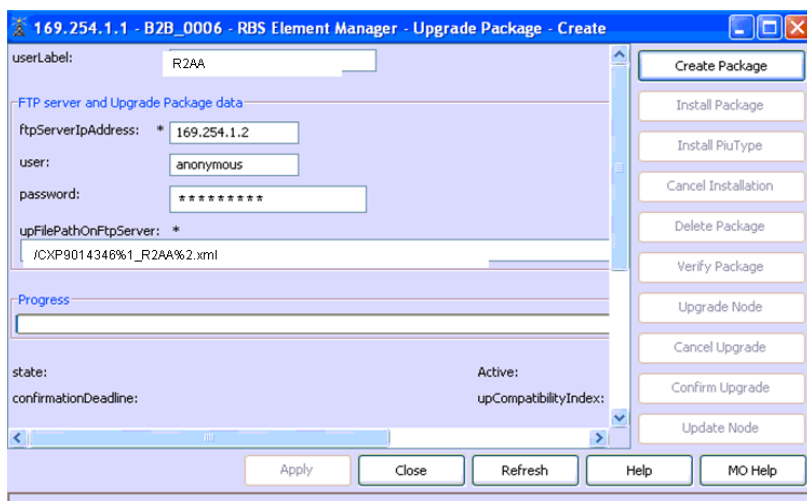 169.254.1.1 - B2B_0006 - RBS Element Manager - Upgrade Package - Create
userLabel: R2AA
Create Package
FTP server and Upgrade Package data
Install Package
ftpServerIpAddress: * 169.254.1.2
Install PiuType
user: anonymous
Cancel Installation
password: *********
Delete Package
upFilePathOnFtpServer: *
/CXP9014346%1_R2AA%2.xml
Verify Package
Progress
Upgrade Node
Cancel Upgrade
state: Active:
Confirm Upgrade
confirmationDeadline: upCompatibilityIndex:
Update Node
Apply Close Refresh Help MO Help